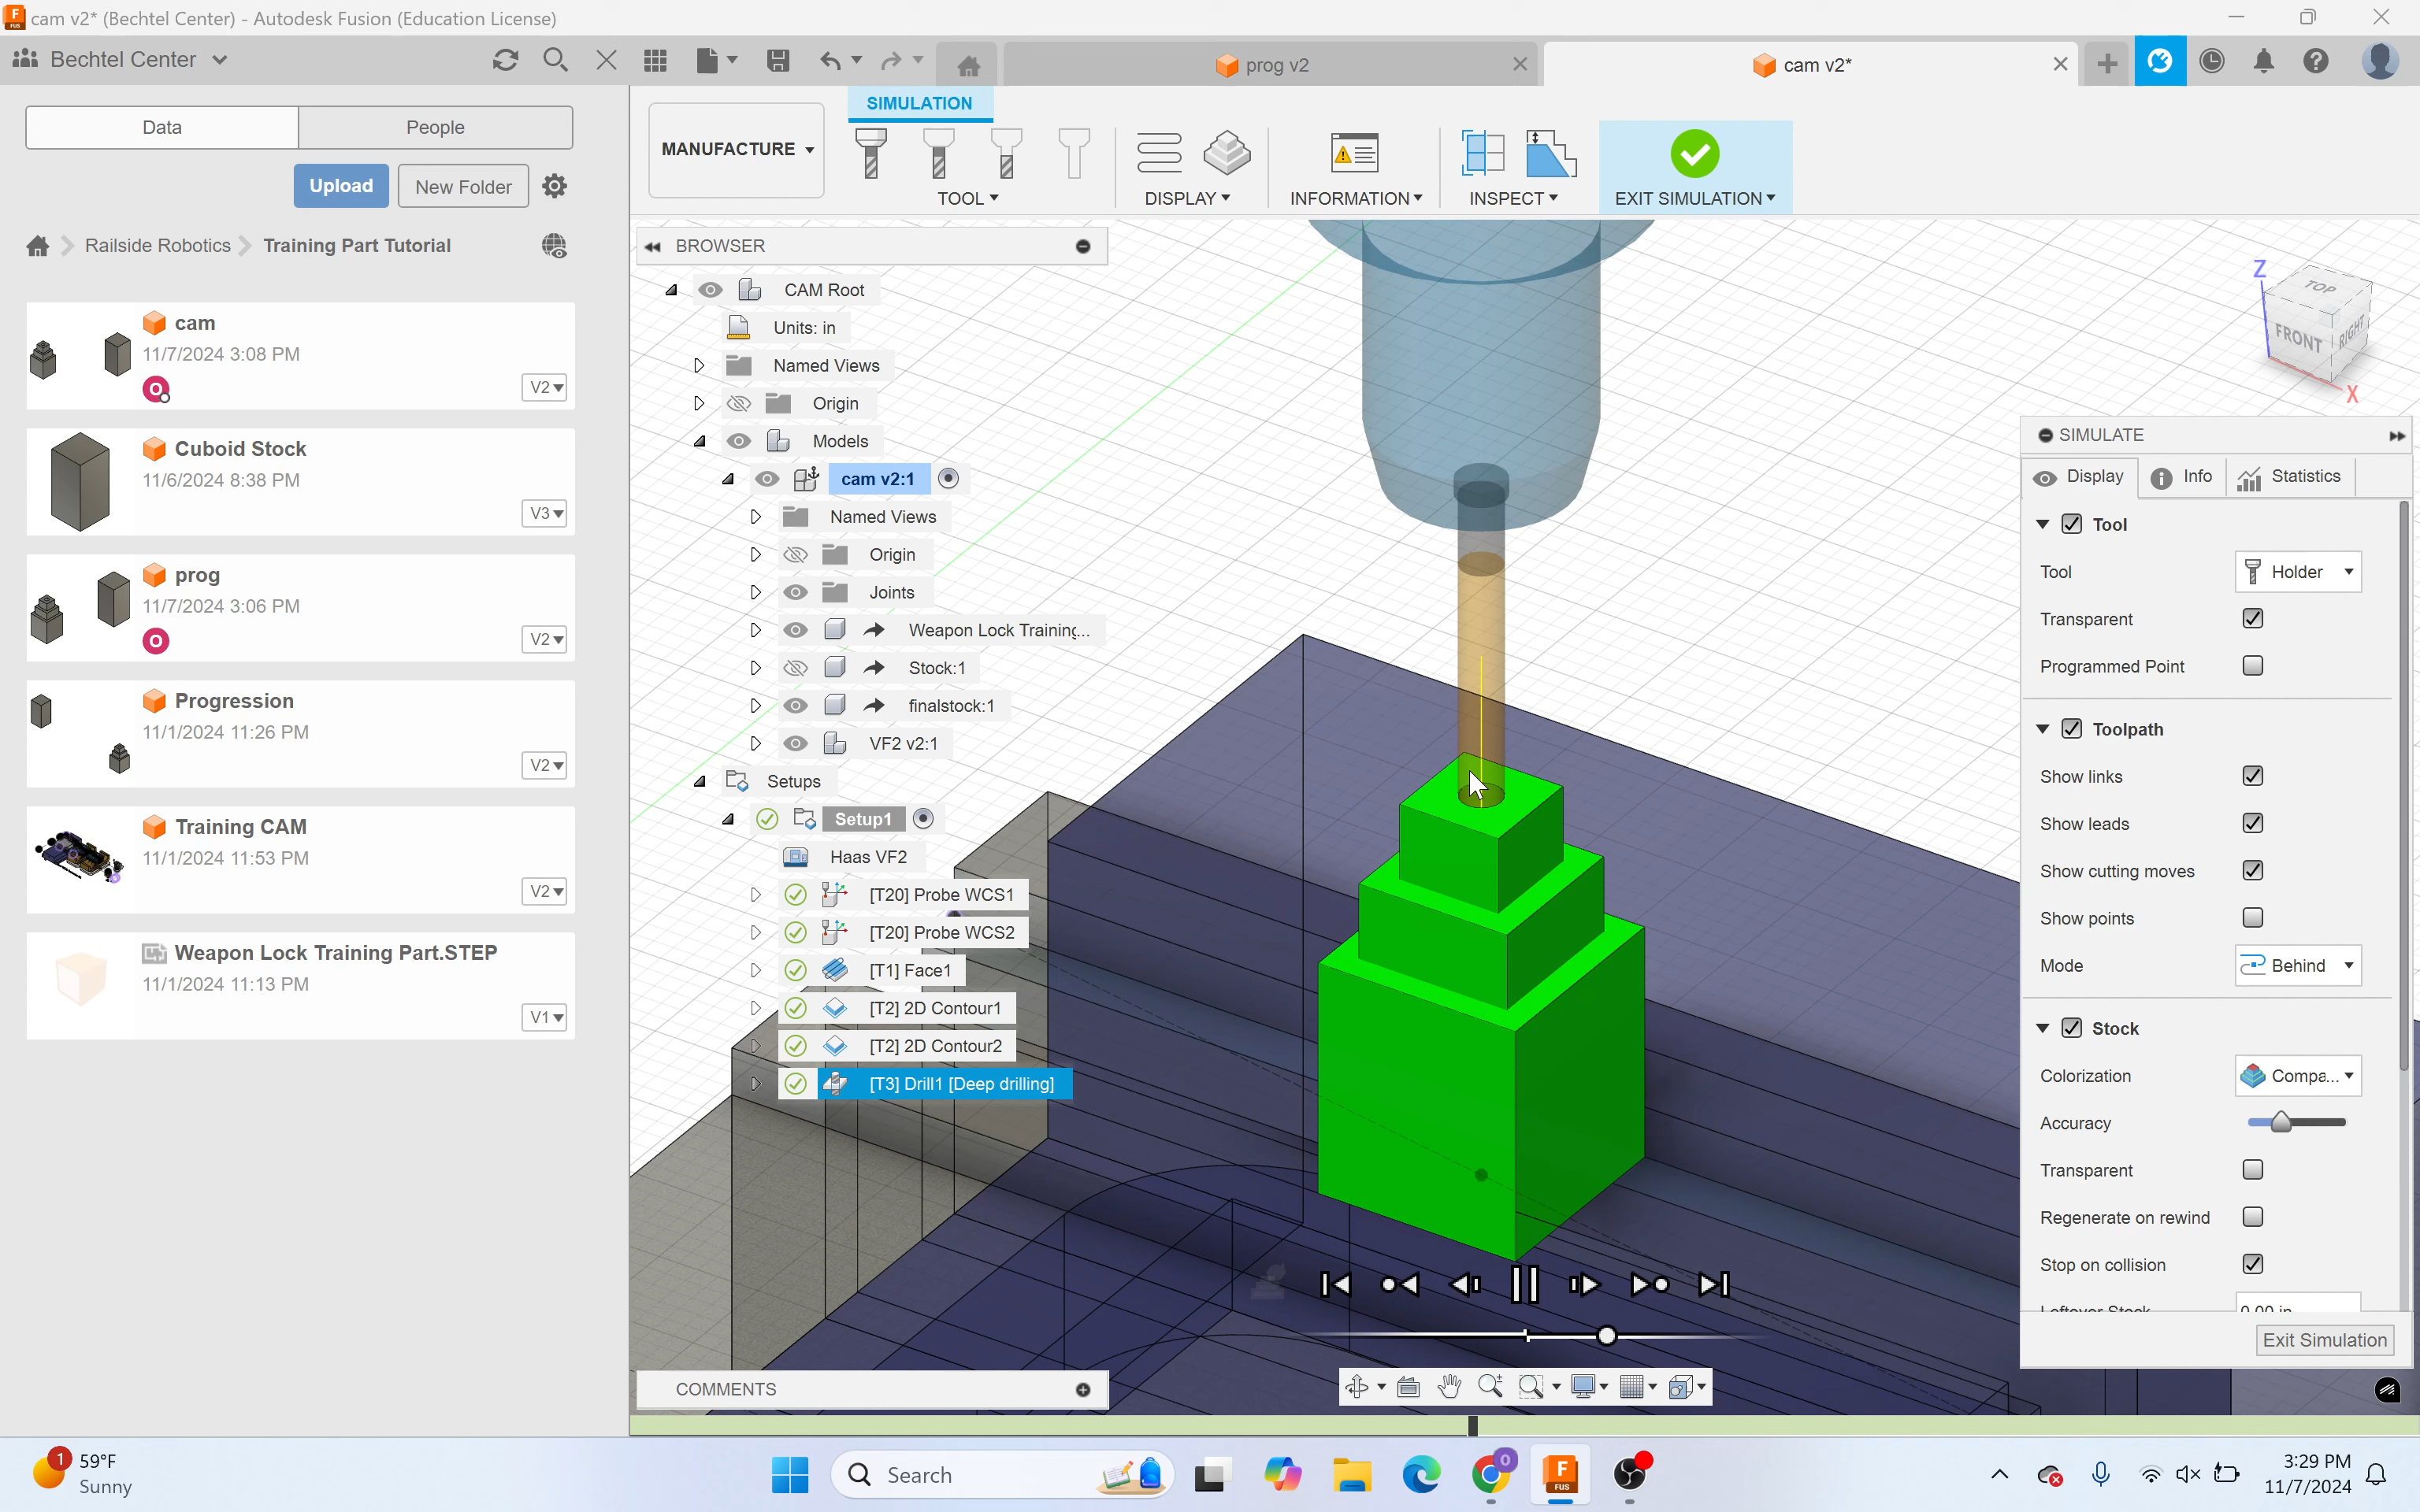 cam v2* (Bechtel Center) - Autodesk Fusion (Education License)
Bechtel Center
prog v2
cam v2*
Data
People
Upload
New Folder
Railside Robotics
Training Part Tutorial
cam
11/7/2024 3:08 PM
O
V2
Cuboid Stock
11/6/2024 8:38 PM
V3
prog
11/7/2024 3:06 PM
O
V2
Progression
11/1/2024 11:26 PM
V2
Training CAM
11/1/2024 11:53 PM
V2
Weapon Lock Training Part.STEP
11/1/2024 11:13 PM
V1
MANUFACTURE
SIMULATION
TOOL
DISPLAY
INFORMATION
INSPECT
EXIT SIMULATION
BROWSER
CAM Root
Units: in
Named Views
Origin
Models
cam v2:1
Named Views
Origin
Joints
Weapon Lock Training...
Stock:1
finalstock:1
VF2 v2:1
Setups
Setup1
Haas VF2
[T20] Probe WCS1
[T20] Probe WCS2
[T1] Face1
[T2] 2D Contour1
[T2] 2D Contour2
[T3] Drill1 [Deep drilling]
COMMENTS
Z
TOP
FRONT
RIGHT
X
SIMULATE
Display
Info
Statistics
Tool
Tool
Holder
Transparent
Programmed Point
Toolpath
Show links
Show leads
Show cutting moves
Show points
Mode
Behind
Stock
Colorization
Compa...
Accuracy
Transparent
Regenerate on rewind
Stop on collision
Leftover Stock
0.00 in
Exit Simulation
1
59°F
Sunny
Search
3:29 PM
11/7/2024